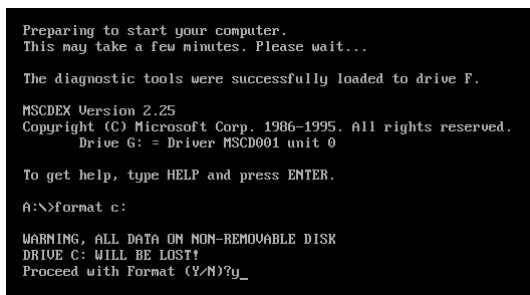 Preparing to start your computer.
This may take a few minutes. Please wait...
The diagnostic tools were successfully loaded to drive F.
MSCDEX Version 2.25
Copyright (C) Microsoft Corp. 1986-1995. All rights reserved.
Drive G: = Driver MSCD001 unit 0
To get help, type HELP and press ENTER.
A:\>format c:
WARNING, ALL DATA ON NON-REMOVABLE DISK
DRIVE C: WILL BE LOST!
Proceed with Format (Y/N)?y_